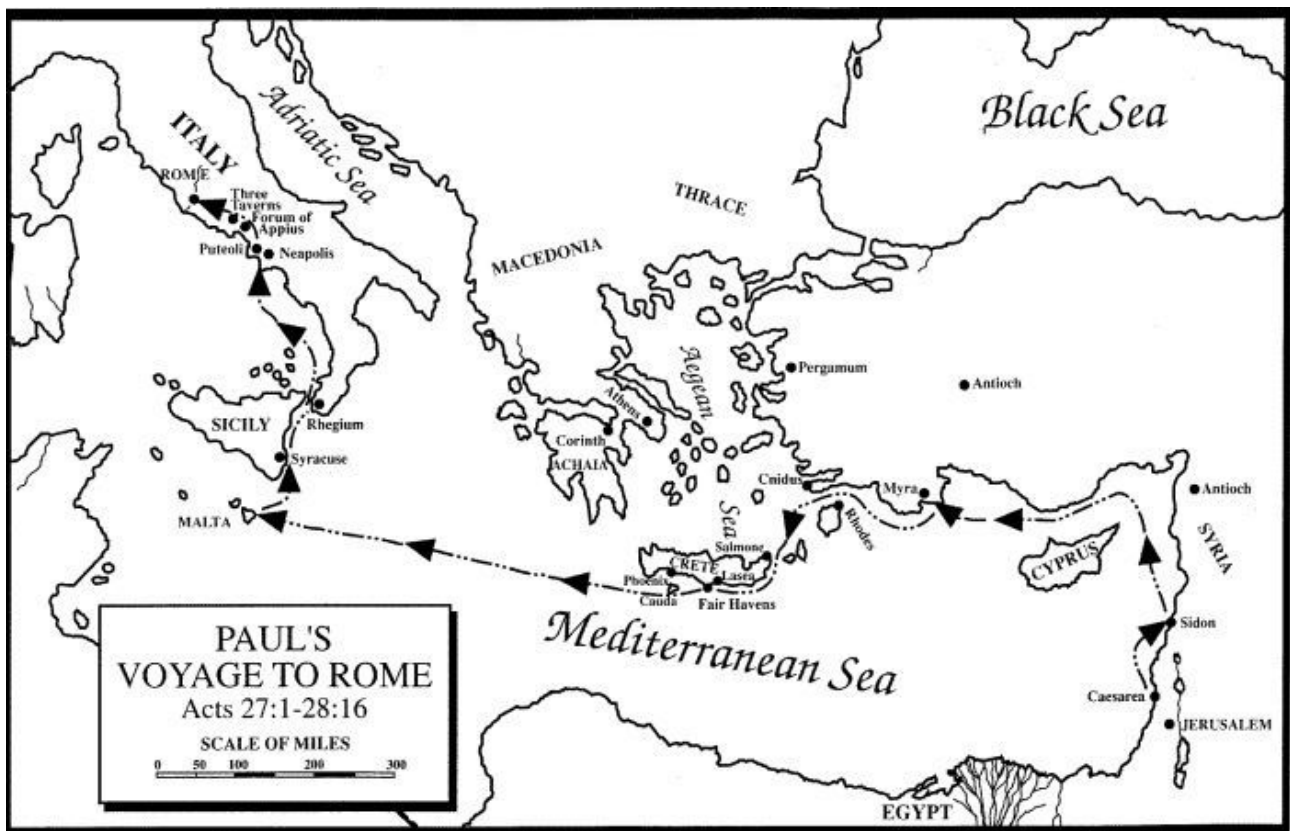 Black Sea
Adriatic Sea
ITALY
ROME
Three
Taverns
Forum of
Appius
Puteoli
Neapolis
THRACE
MACEDONIA
Aegean
Sea
Pergamum
Antioch
Athens
Corinth
ACHAIA
SICILY
Rhegium
Syracuse
MALTA
Cnidus
Myra
Rhodes
Antioch
SYRIA
CYPRUS
Salmone
CRETE
Phoenix
Lasea
Cauda
Fair Havens
Sidon
Mediterranean Sea
Caesarea
JERUSALEM
EGYPT
PAUL'S
VOYAGE TO ROME
Acts 27:1-28:16
SCALE OF MILES
0 50 100 200 300